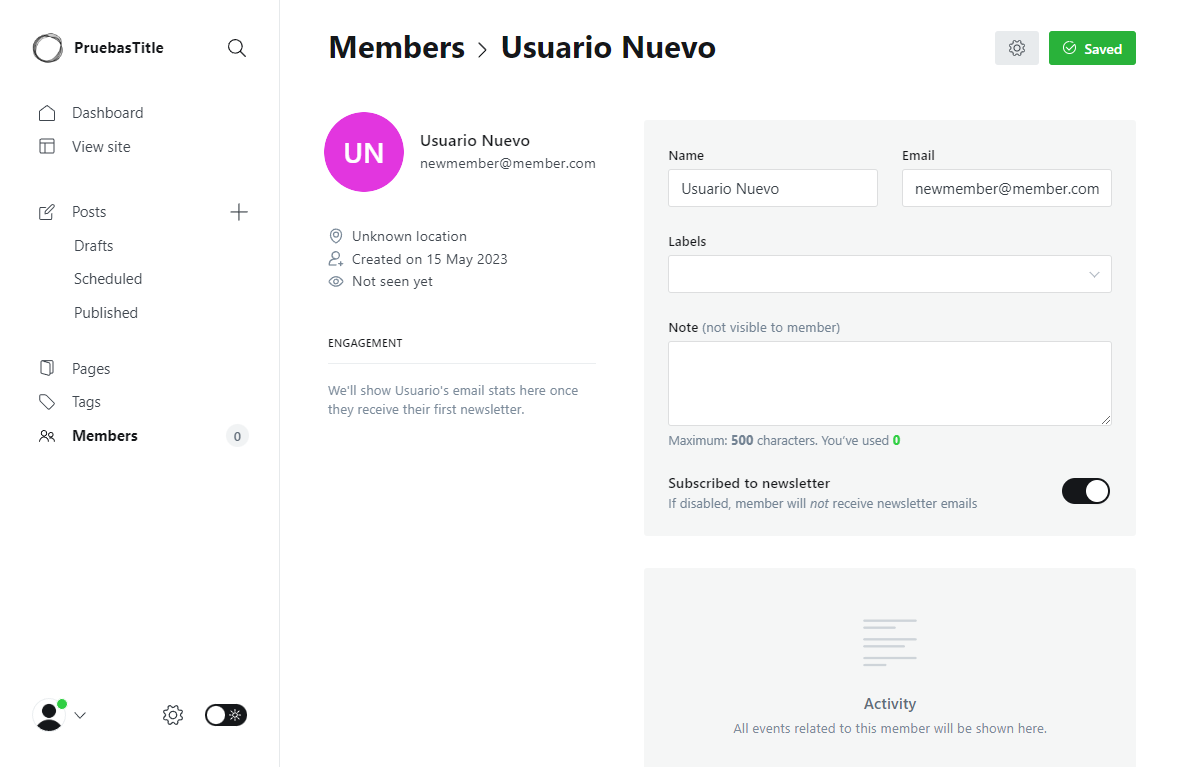 PruebasTitle
Dashboard
View site
Posts
Drafts
Scheduled
Published
Pages
Tags
Members
0
Members > Usuario Nuevo
Saved
UN
Usuario Nuevo
newmember@member.com
Unknown location
Created on 15 May 2023
Not seen yet
ENGAGEMENT
We'll show Usuario's email stats here once
they receive their first newsletter.
Name
Email
Usuario Nuevo
newmember@member.com
Labels
Note (not visible to member)
Maximum: 500 characters. You've used 0
Subscribed to newsletter
If disabled, member will not receive newsletter emails
Activity
All events related to this member will be shown here.